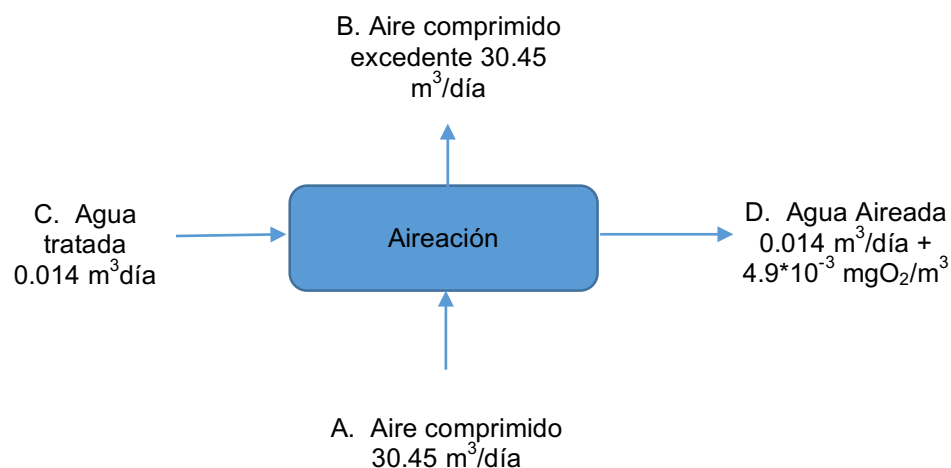 B. Aire comprimido
excedente 30.45
m³/día
C. Agua
tratada
0.014 m³día
Aireación
D. Agua Aireada
0.014 m³/día +
4.9*10⁻³ mgO₂/m³
A. Aire comprimido
30.45 m³/día